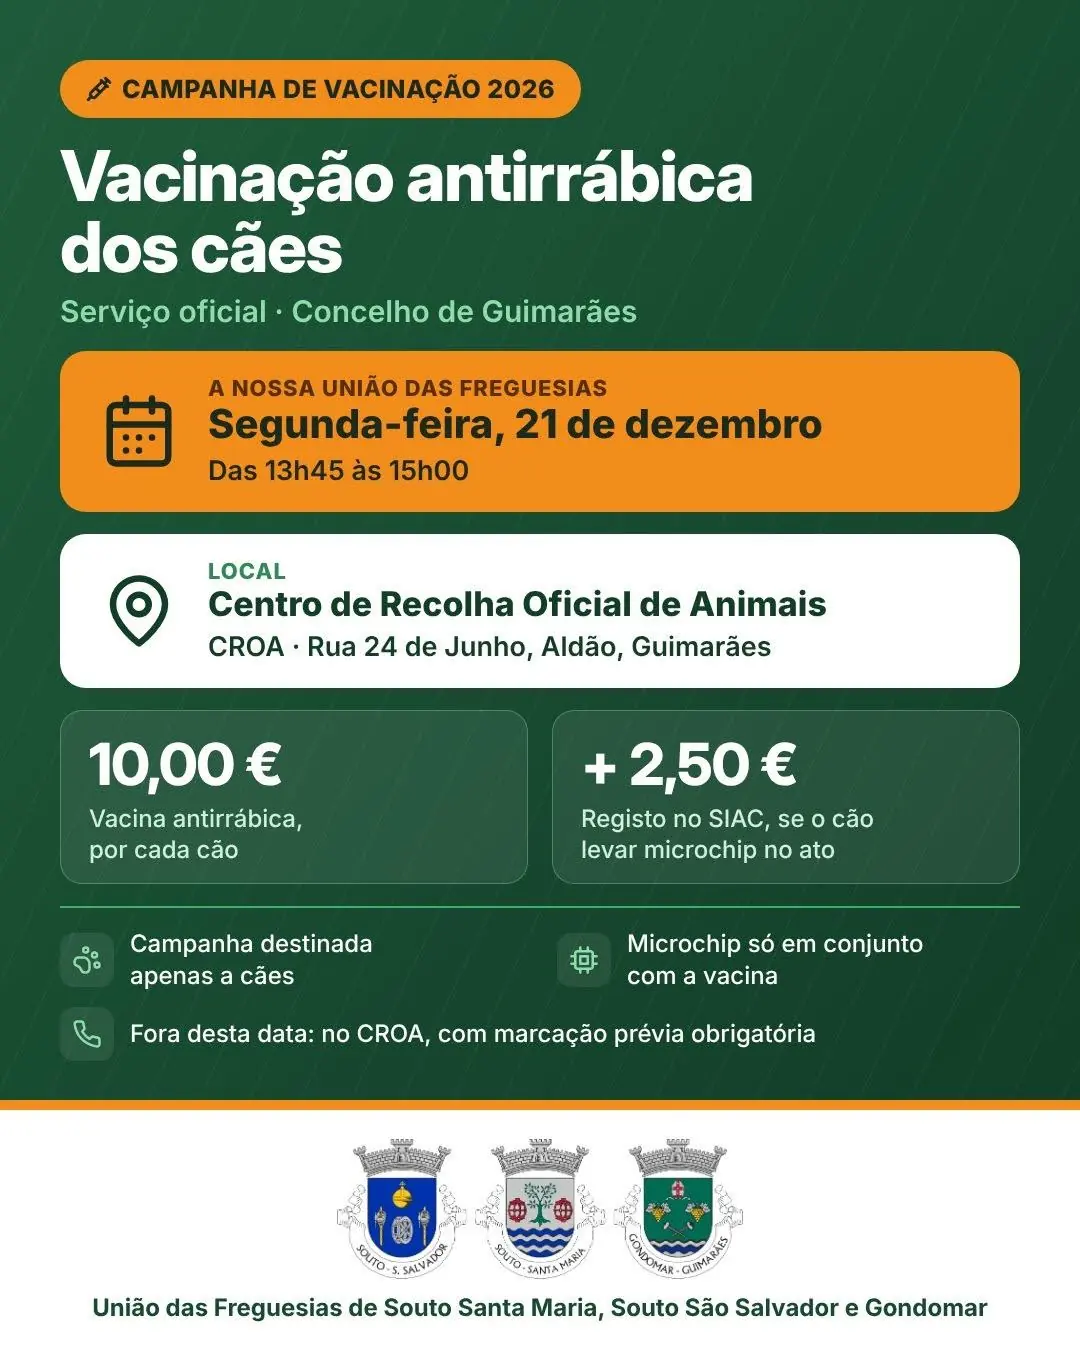 CAMPANHA DE VACINAÇÃO 2026
Vacinação antirrábica
dos cães
Serviço oficial · Concelho de Guimarães
A NOSSA UNIÃO DAS FREGUESIAS
Segunda-feira, 21 de dezembro
Das 13h45 às 15h00
LOCAL
Centro de Recolha Oficial de Animais
CROA · Rua 24 de Junho, Aldão, Guimarães
10,00 €
Vacina antirrábica,
por cada cão
+ 2,50 €
Registo no SIAC, se o cão
levar microchip no ato
Campanha destinada
apenas a cães
Microchip só em conjunto
com a vacina
Fora desta data: no CROA, com marcação prévia obrigatória
SOUTO - S. SALVADOR
SOUTO - SANTA MARIA
GONDOMAR - GUIMARÃES
União das Freguesias de Souto Santa Maria, Souto São Salvador e Gondomar